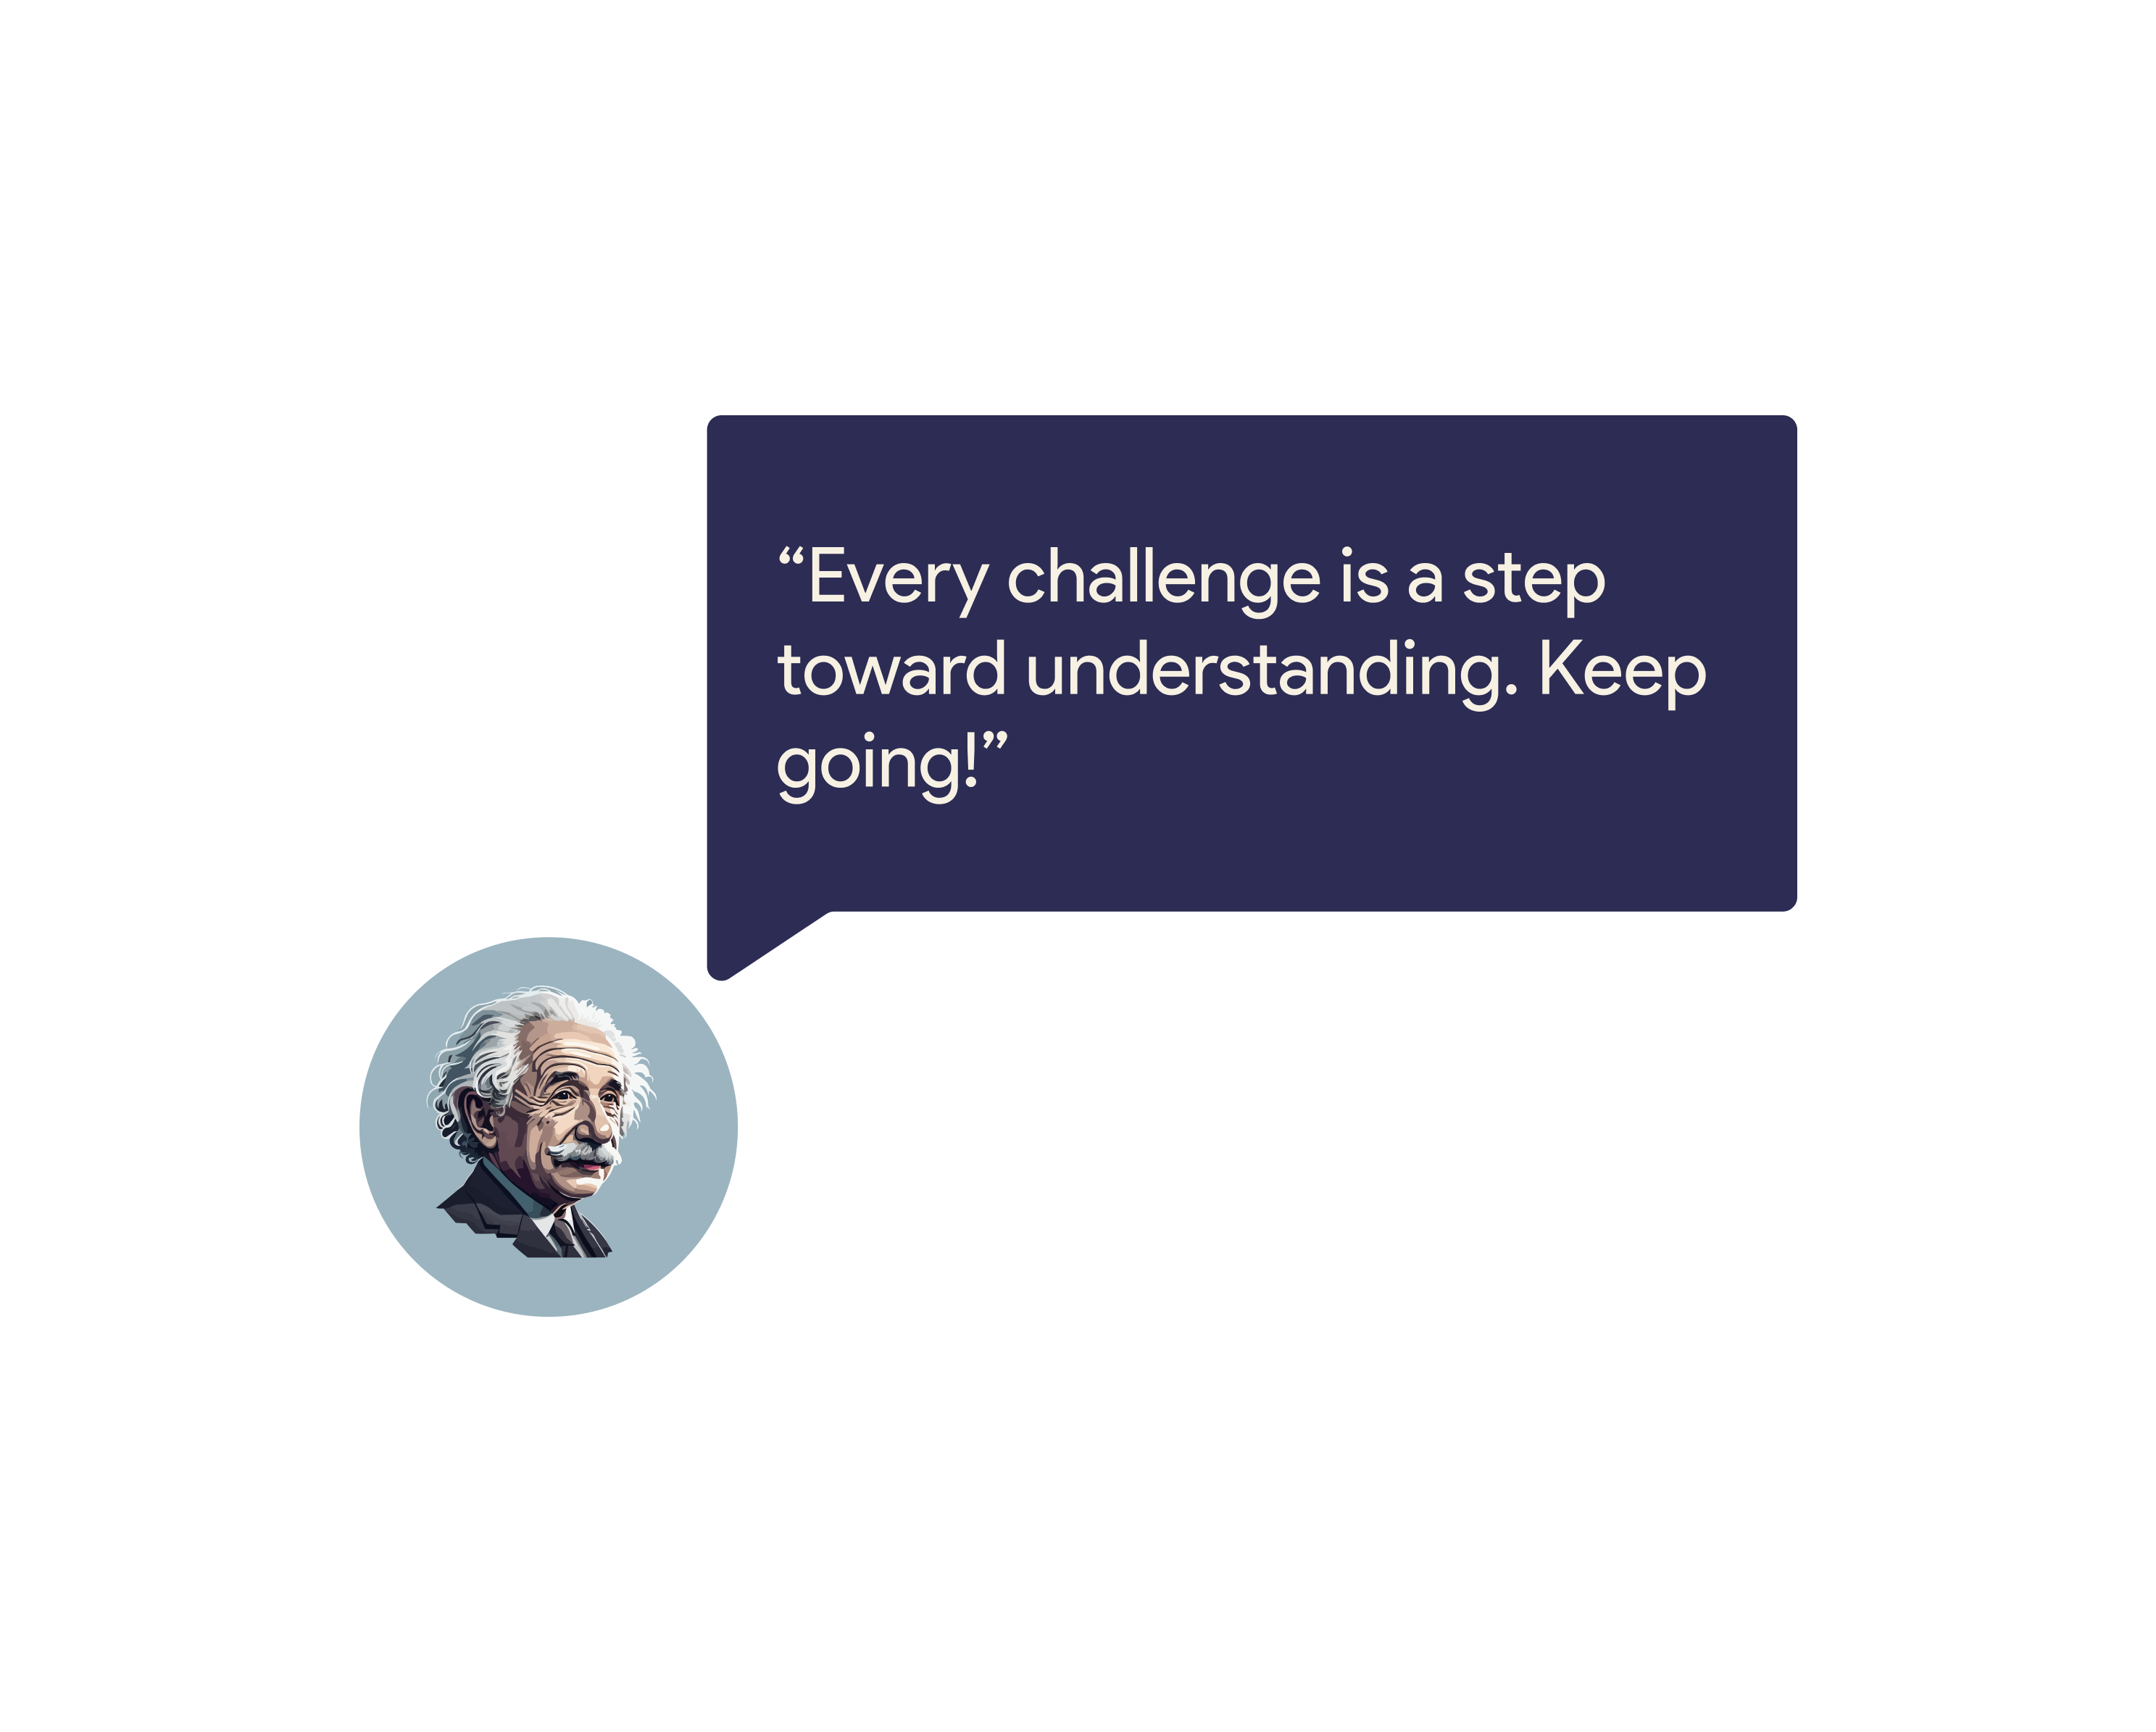 “Every challenge is a step
toward understanding. Keep
going!”